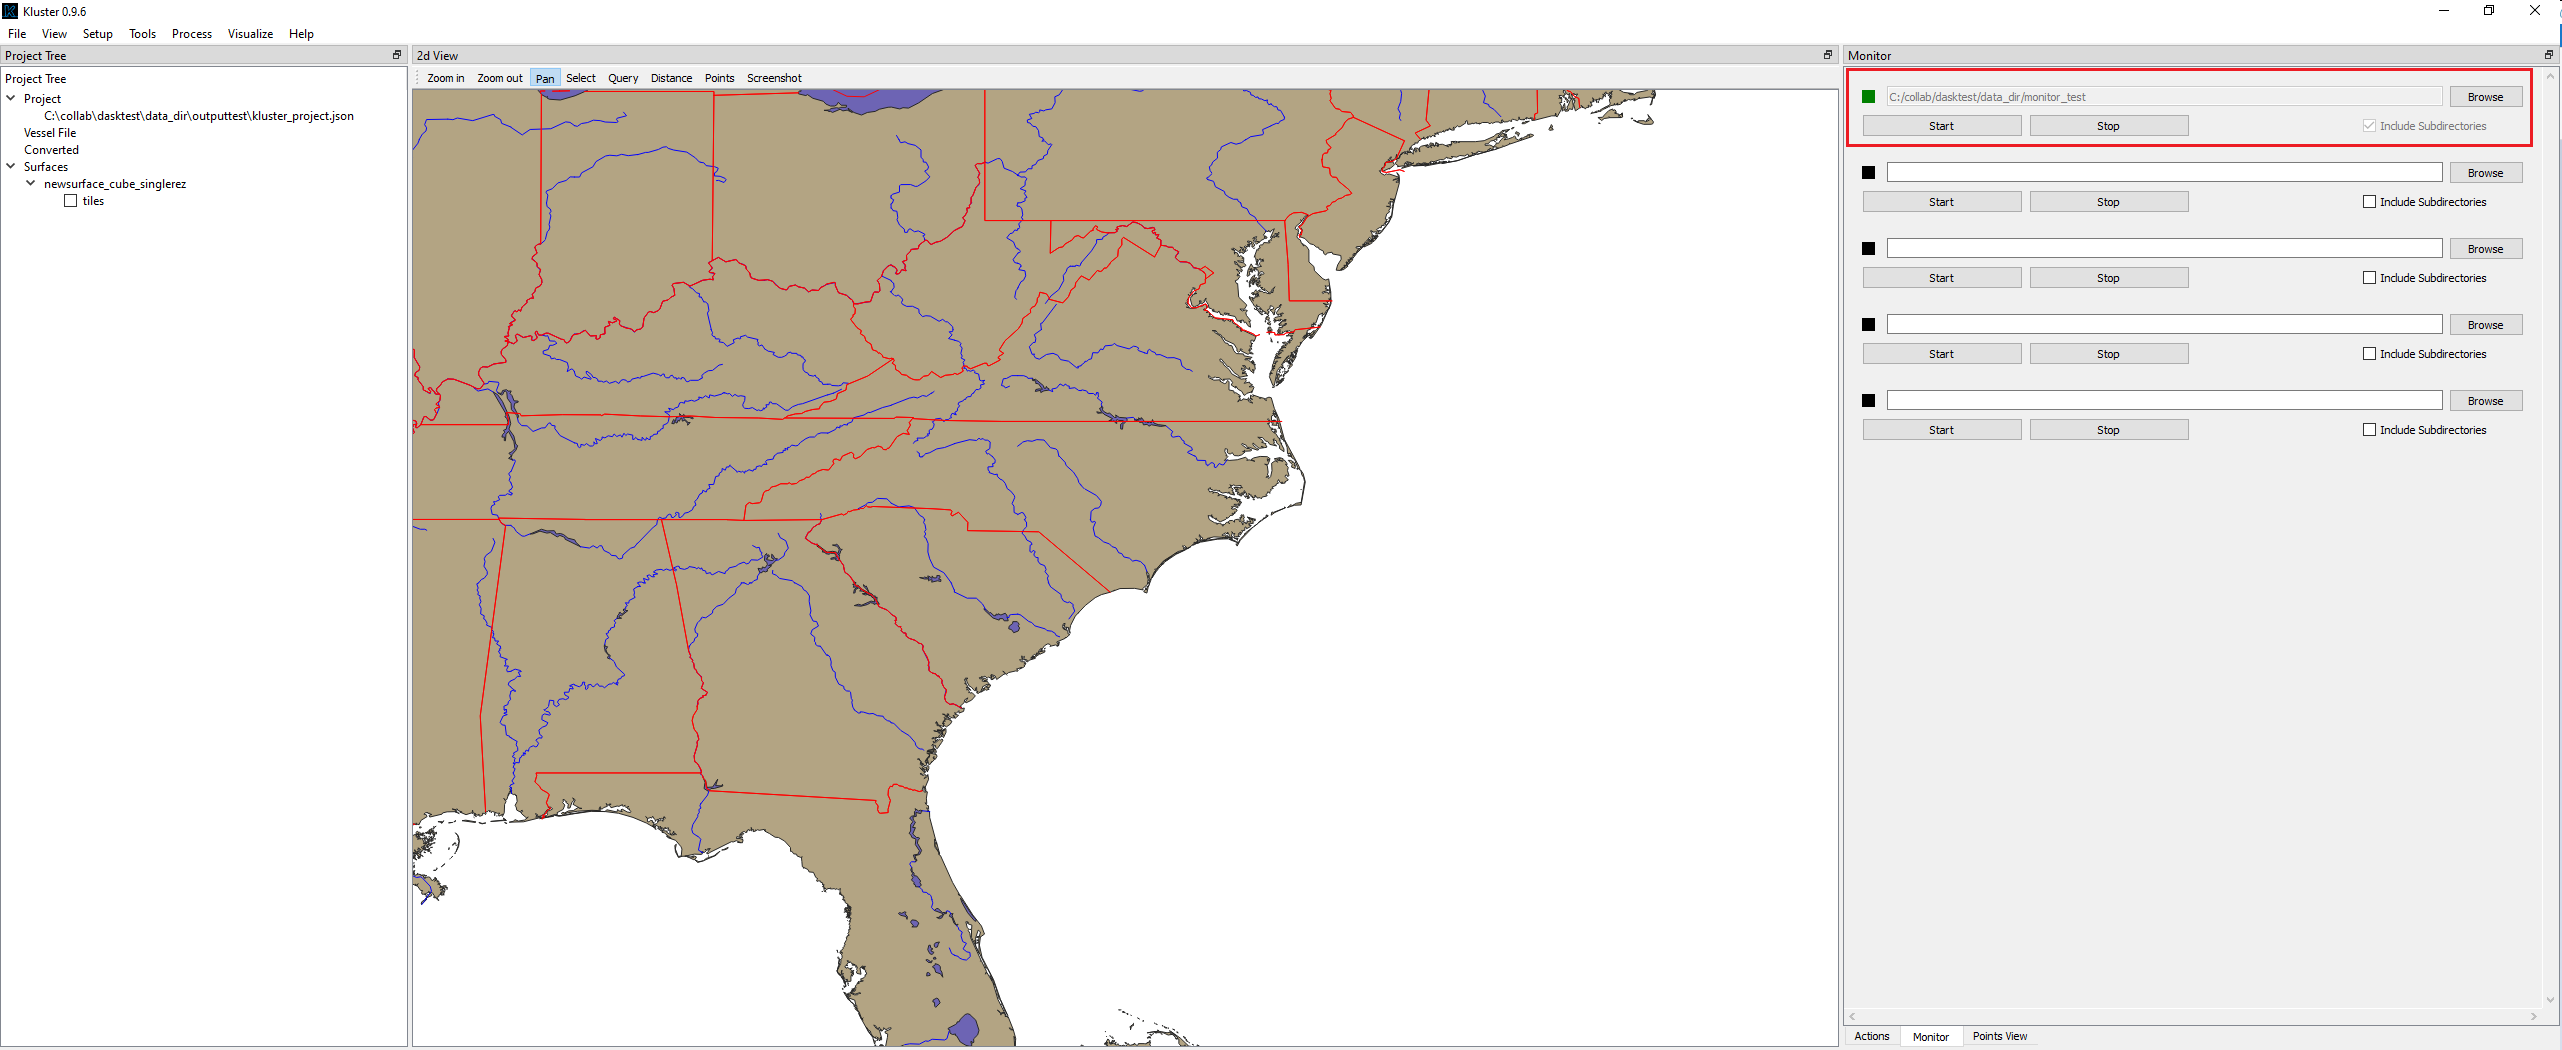 Kluster 0.9.6
File View Setup Tools Process Visualize Help
Project Tree
Project Tree
Project
C:\collab\dasktest\data_dir\outputtest\kluster_project.json
Vessel File
Converted
Surfaces
newsurface_cube_singlerez
tiles
2d View
Zoom in Zoom out Pan Select Query Distance Points Screenshot
Monitor
C:/collab/dasktest/data_dir/monitor_test Browse
Start Stop Include Subdirectories
Browse
Start Stop Include Subdirectories
Browse
Start Stop Include Subdirectories
Browse
Start Stop Include Subdirectories
Browse
Start Stop Include Subdirectories
Actions Monitor Points View